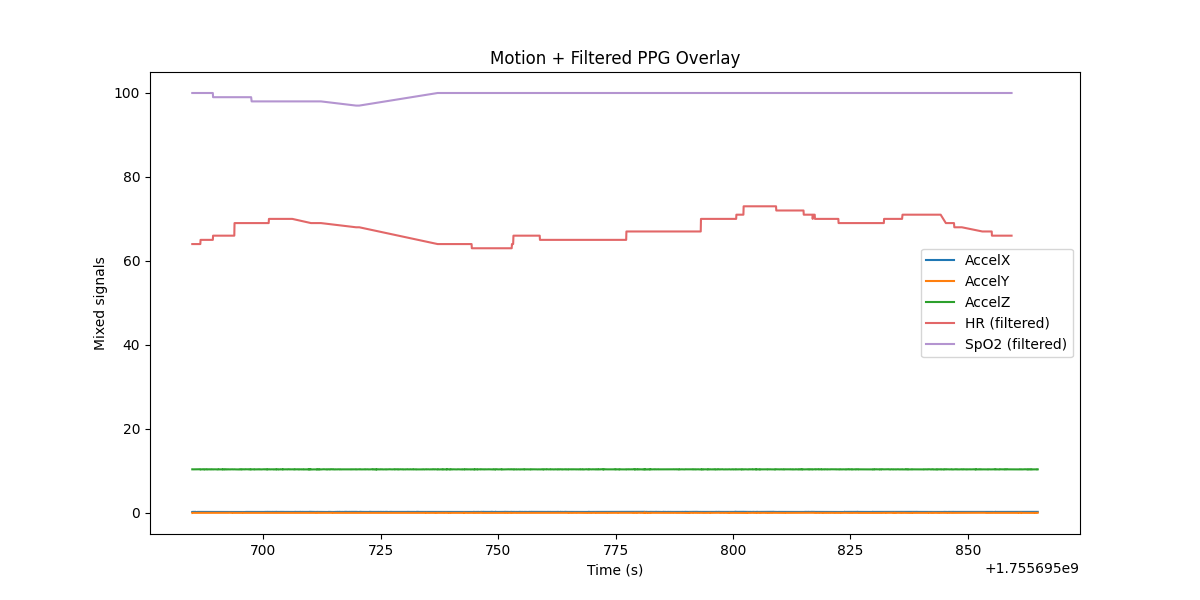 Motion + Filtered PPG Overlay
Mixed signals
100
80
60
40
20
0
AccelX
AccelY
AccelZ
HR (filtered)
SpO2 (filtered)
700
725
750
775
800
825
850
Time (s)
+1.755695e9